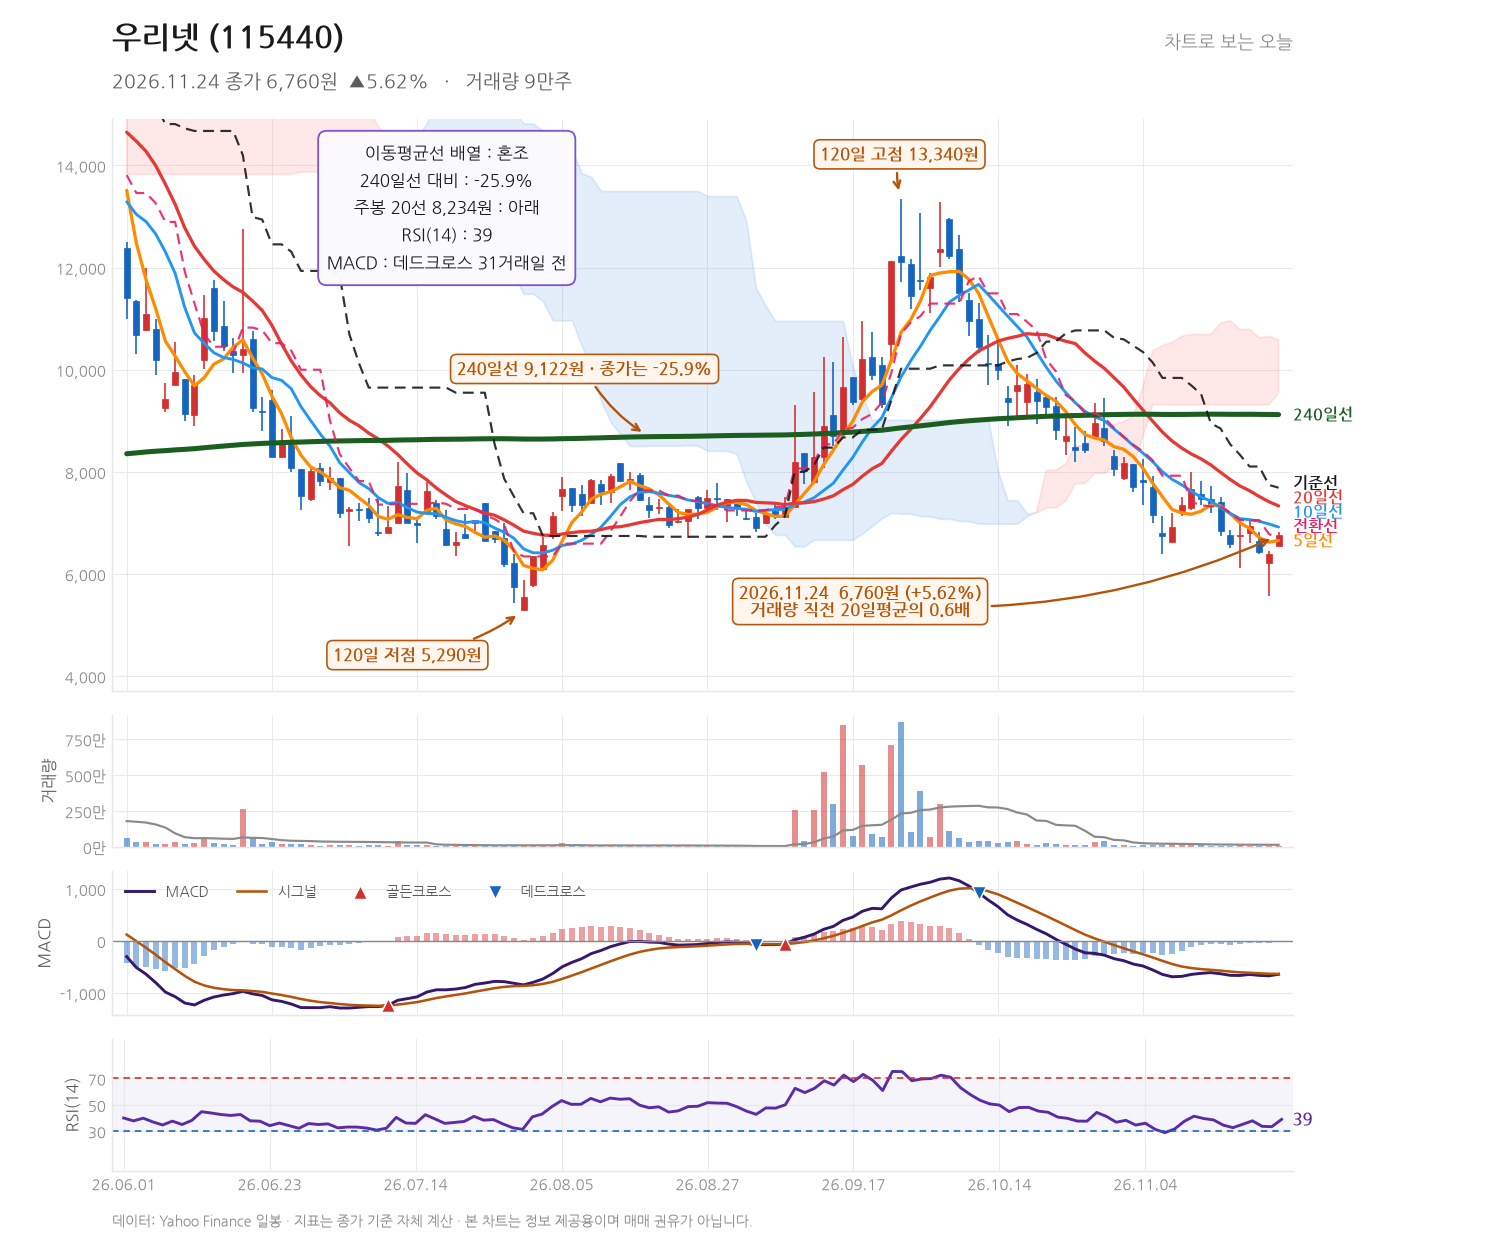 우리넷 (115440)
차트로 보는 오늘
2026.11.24 종가 6,760원 ▲5.62% · 거래량 9만주
이동평균선 배열 : 혼조
240일선 대비 : -25.9%
주봉 20선 8,234원 : 아래
RSI(14) : 39
MACD : 데드크로스 31거래일 전
120일 고점 13,340원
240일선 9,122원 · 종가는 -25.9%
120일 저점 5,290원
2026.11.24 6,760원 (+5.62%)
거래량 직전 20일평균의 0.6배
14,000
12,000
10,000
8,000
6,000
4,000
240일선
기준선
20일선
10일선
전환선
5일선
거래량
750만
500만
250만
0만
MACD
1,000
0
-1,000
MACD
시그널
골든크로스
데드크로스
RSI(14)
70
50
30
39
26.06.01
26.06.23
26.07.14
26.08.05
26.08.27
26.09.17
26.10.14
26.11.04
데이터: Yahoo Finance 일봉 · 지표는 종가 기준 자체 계산 · 본 차트는 정보 제공용이며 매매 권유가 아닙니다.